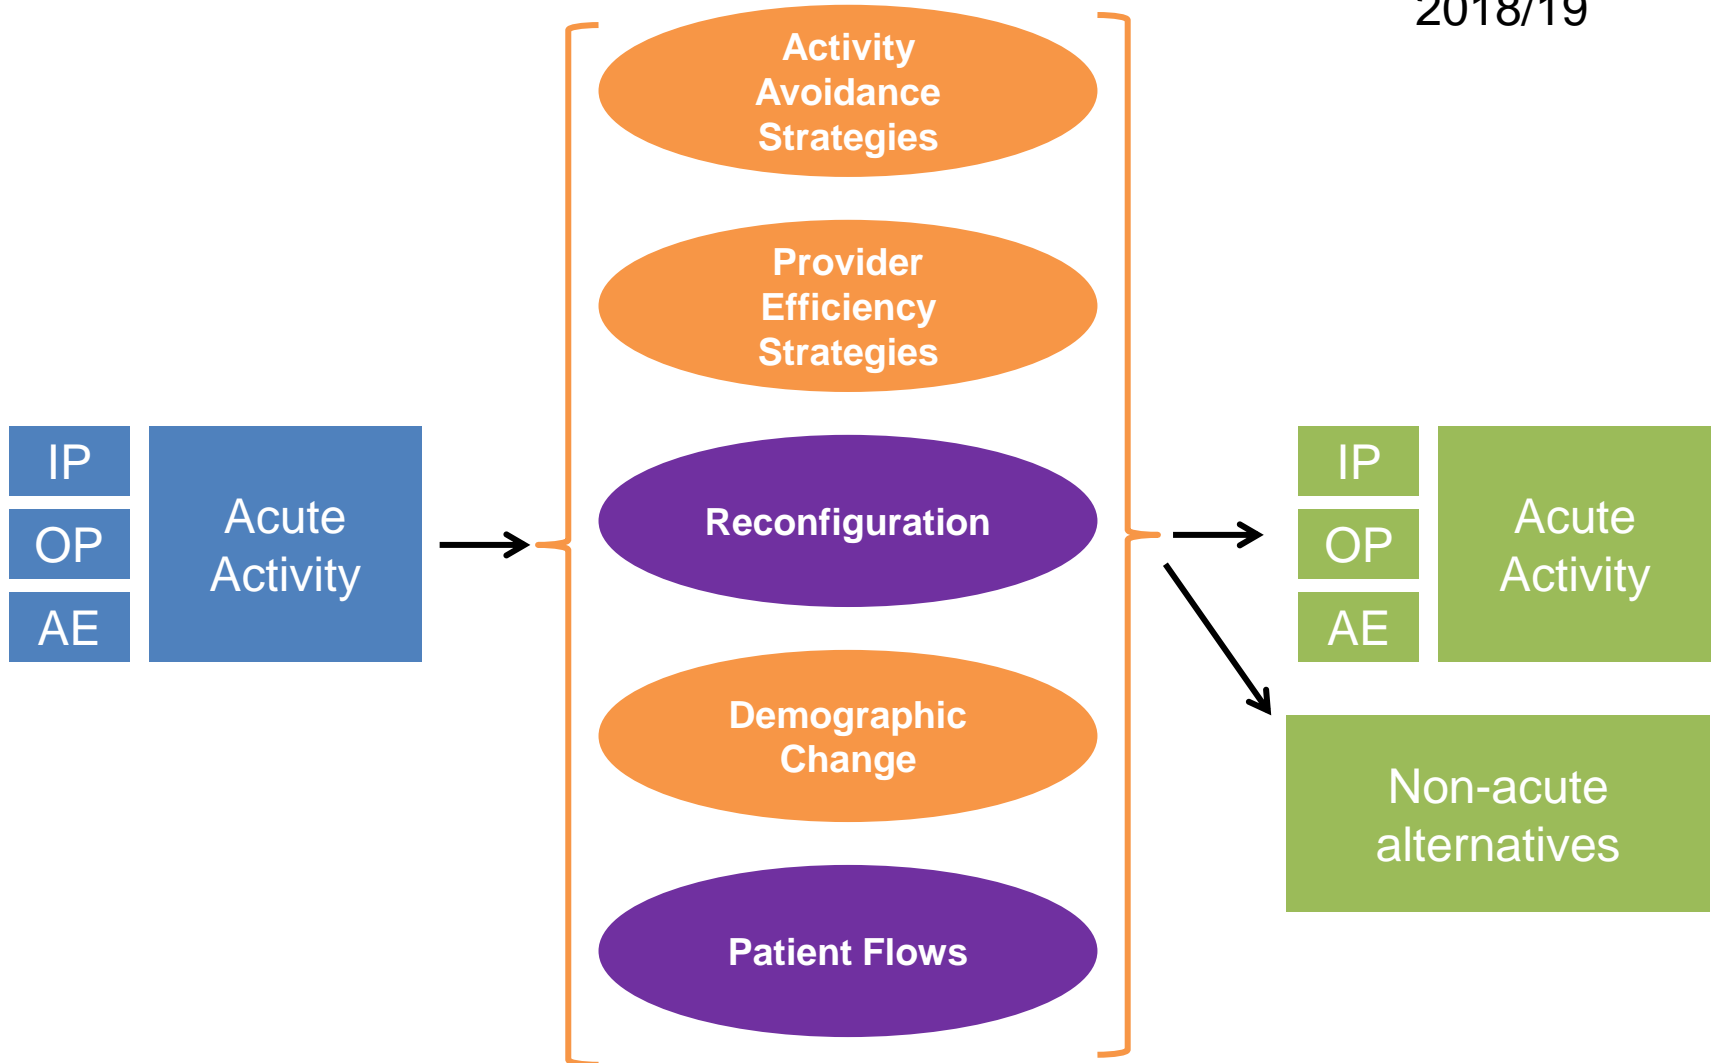 2018/19
Activity
Avoidance
Strategies
Provider
Efficiency
Strategies
IP
OP
AE
Acute
Activity
Reconfiguration
IP
OP
AE
Acute
Activity
Demographic
Change
Non-acute
alternatives
Patient Flows